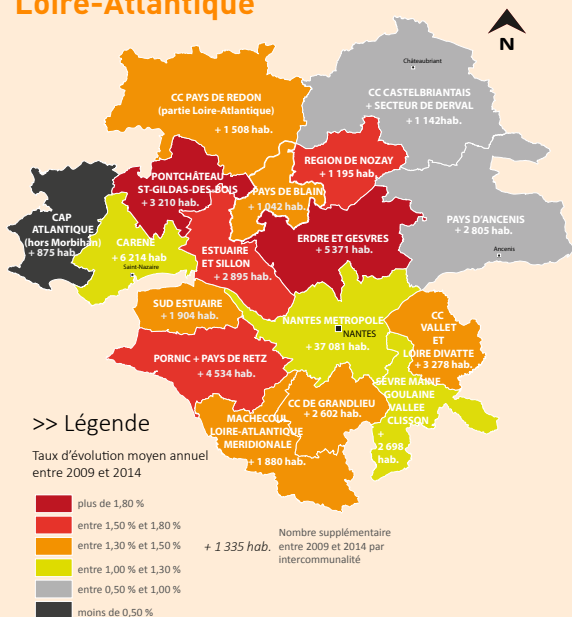 Loire-Atlantique
N
Châteaubriant
CC PAYS DE REDON
(partie Loire-Atlantique)
+ 1 508 hab.
CC CASTELBRIANTAIS
+ SECTEUR DE DERVAL
+ 1 142hab.
REGION DE NOZAY
+ 1 195 hab.
PONTCHÂTEAU
ST-GILDAS-DES-BOIS
+ 3 210 hab.
PAYS DE BLAIN
+ 1 042 hab.
CAP
ATLANTIQUE
(hors Morbihan)
+ 875 hab.
CARENE
+ 6 214 hab
Saint-Nazaire
ESTUAIRE
ET SILLON
+ 2 895 hab.
ERDRE ET GESVRES
+ 5 371 hab.
PAYS D'ANCENIS
+ 2 805 hab.
Ancenis
SUD ESTUAIRE
+ 1 904 hab.
NANTES METROPOLE
NANTES
+ 37 081 hab.
CC
VALLET
ET
LOIRE DIVATTE
+ 3 278 hab.
PORNIC + PAYS DE RETZ
+ 4 534 hab.
SEVRE MAINE
GOULAINE
VALLEE
CLISSON
+
2 698
hab.
CC DE GRANDLIEU
+ 2 602 hab.
MACHECOUL
LOIRE-ATLANTIQUE
MERIDIONALE
+ 1 880 hab.
>> Légende
Taux d'évolution moyen annuel
entre 2009 et 2014
plus de 1,80 %
entre 1,50 % et 1,80 %
entre 1,30 % et 1,50 %
entre 1,00 % et 1,30 %
entre 0,50 % et 1,00 %
moins de 0,50 %
+ 1 335 hab.
Nombre supplémentaire
entre 2009 et 2014 par
intercommunalité